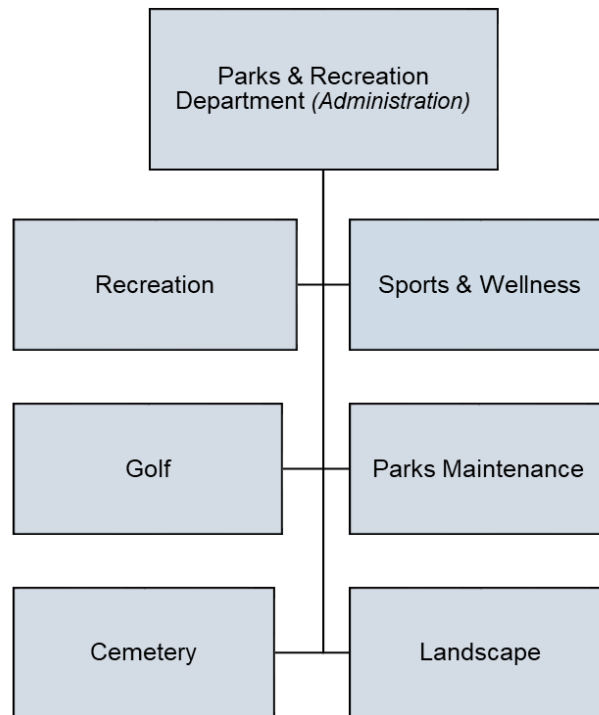 Parks & Recreation
Department (Administration)
Recreation
Sports & Wellness
Golf
Parks Maintenance
Cemetery
Landscape